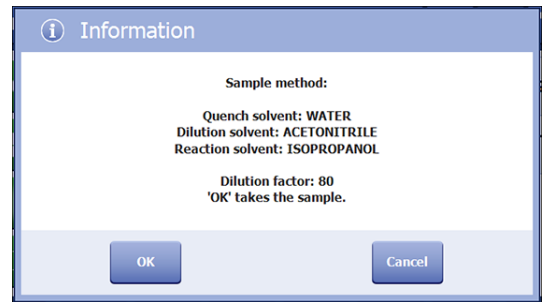 Information
Sample method:
Quench solvent: WATER
Dilution solvent: ACETONITRILE
Reaction solvent: ISOPROPANOL
Dilution factor: 80
'OK' takes the sample.
OK
Cancel